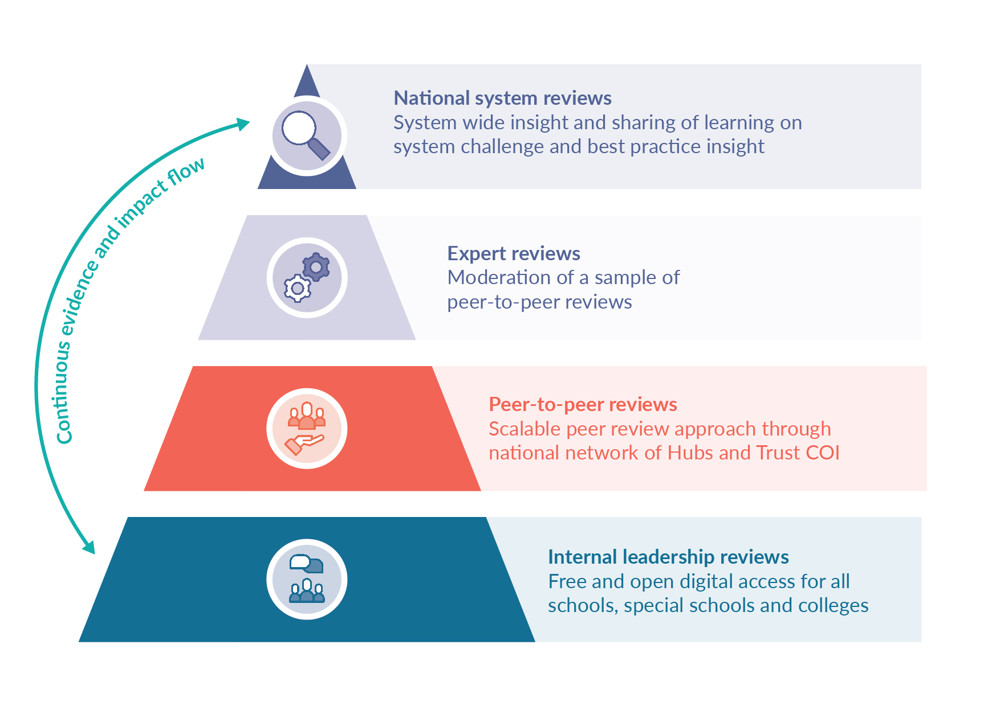 National system reviews
System wide insight and sharing of learning on
system challenge and best practice insight
Continuous evidence and impact flow
Expert reviews
Moderation of a sample of
peer-to-peer reviews
Peer-to-peer reviews
Scalable peer review approach through
national network of Hubs and Trust COI
Internal leadership reviews
Free and open digital access for all
schools, special schools and colleges